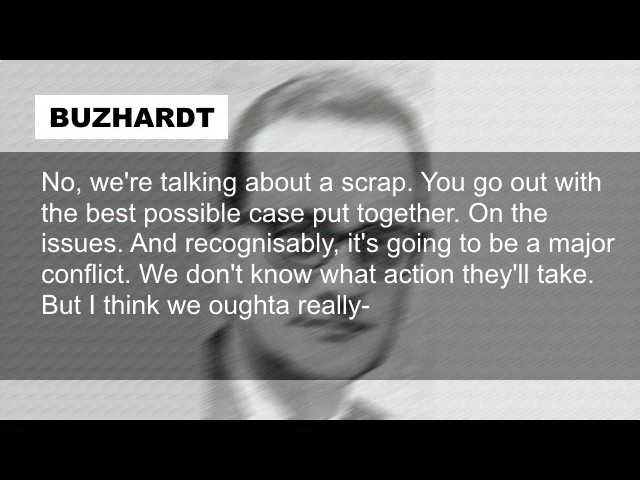 BUZHARDT
No, we're talking about a scrap. You go out with
the best possible case put together. On the
issues. And recognisably, it's going to be a major
conflict. We don't know what action they'll take.
But I think we oughta really-